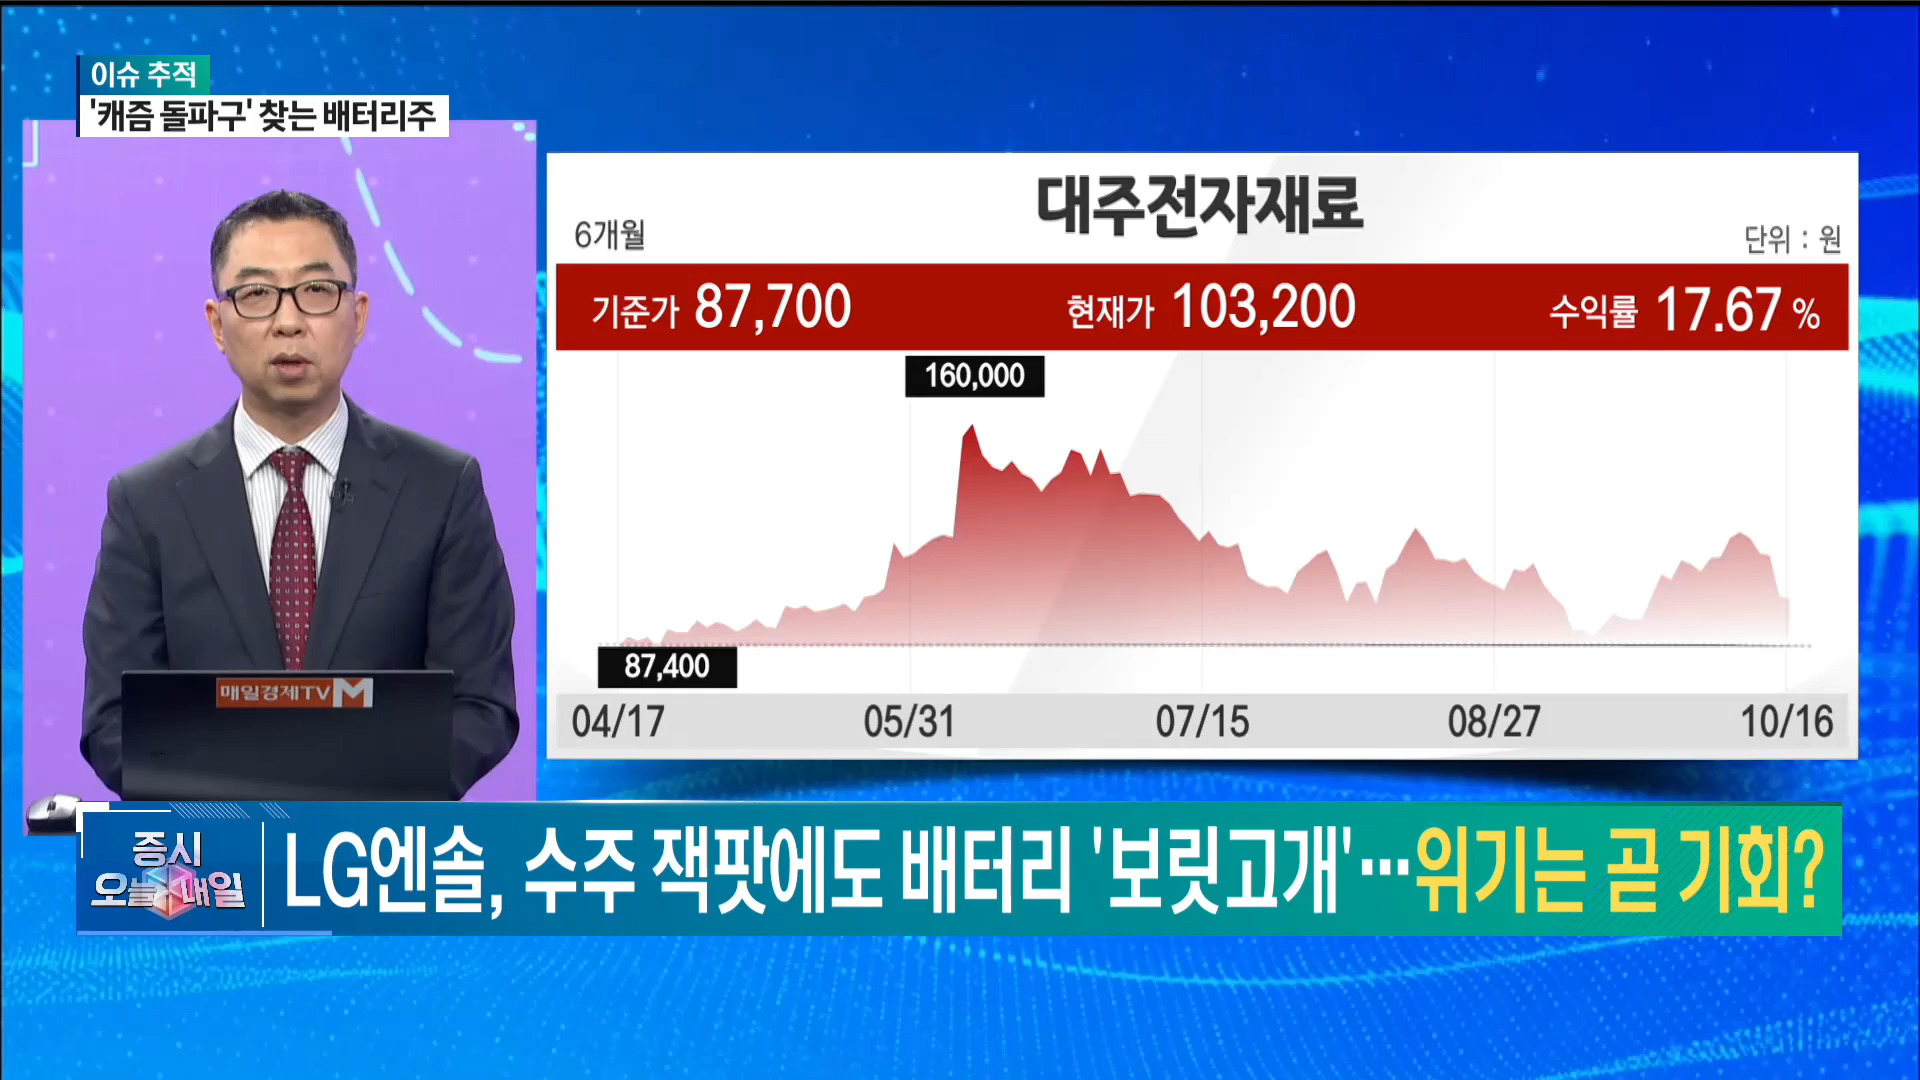 이슈 추적
'캐즘 돌파구' 찾는 배터리주
대주전자재료
6개월
단위 : 원
기준가 87,700 현재가 103,200 수익률 17.67 %
160,000
87,400
04/17 05/31 07/15 08/27 10/16
매일경제TV M
증시
오늘 매일
LG엔솔, 수주 잭팟에도 배터리 '보릿고개'…위기는 곧 기회?